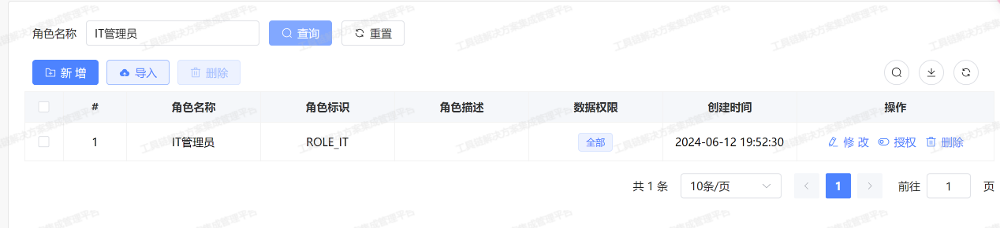 角色名称 IT管理员 查询 重置
新 增 导入 删除
# 角色名称 角色标识 角色描述 数据权限 创建时间 操作
1 IT管理员 ROLE_IT 全部 2024-06-12 19:52:30 修 改 授权 删除
共 1 条 10条/页 1 前往 1 页
工具链解决方案集成管理平台